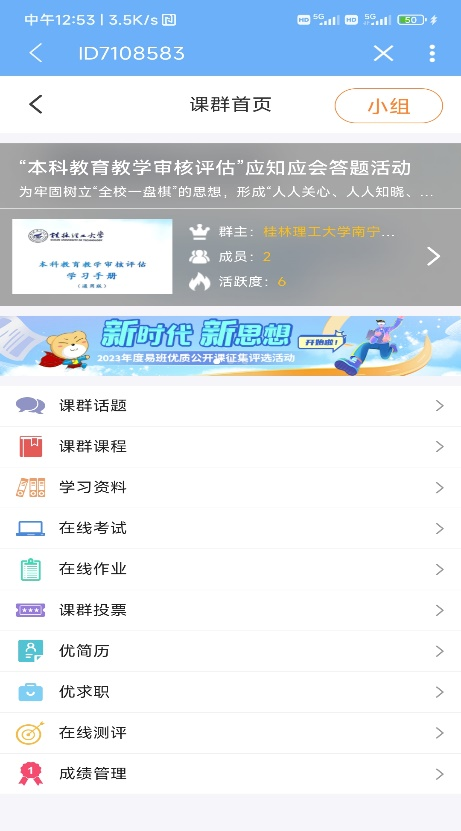 中午12:53 | 3.5K/s
HD 5G HD 5G 50
ID7108583
课群首页
小组
“本科教育教学审核评估”应知应会答题活动
为牢固树立“全校一盘棋”的思想，形成“人人关心、人人知晓、...
桂林理工大学
本科教育教学审核评估
学习手册
（通用版）
群主：桂林理工大学南宁...
成员：2
活跃度：6
新时代 新思想
开始啦！
2023年度易班优质公开课征集评选活动
课群话题
课群课程
学习资料
在线考试
在线作业
课群投票
优简历
优求职
在线测评
1
成绩管理